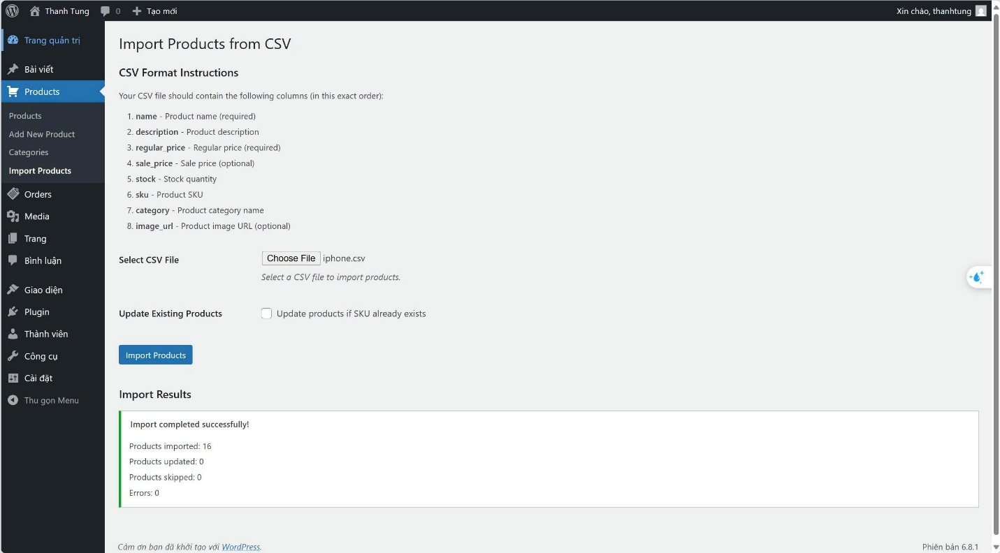 Thanh Tung
0
Tạo mới
Xin chào, thanhtung
Trang quản trị
Bài viết
Products
Products
Add New Product
Categories
Import Products
Orders
Media
Trang
Bình luận
Giao diện
Plugin
Thành viên
Công cụ
Cài đặt
Thu gọn Menu
Import Products from CSV
CSV Format Instructions
Your CSV file should contain the following columns (in this exact order):
1. name - Product name (required)
2. description - Product description
3. regular_price - Regular price (required)
4. sale_price - Sale price (optional)
5. stock - Stock quantity
6. sku - Product SKU
7. category - Product category name
8. image_url - Product image URL (optional)
Select CSV File
Choose File iphone.csv
Select a CSV file to import products.
Update Existing Products
Update products if SKU already exists
Import Products
Import Results
Import completed successfully!
Products imported: 16
Products updated: 0
Products skipped: 0
Errors: 0
Cảm ơn bạn đã khởi tạo với WordPress.
Phiên bản 6.8.1